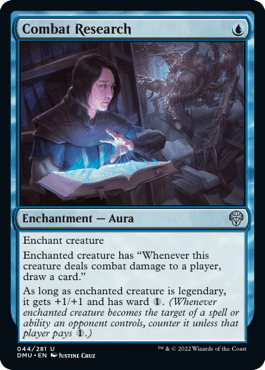 Combat Research
Enchantment — Aura
Enchant creature
Enchanted creature has “Whenever this
creature deals combat damage to a player,
draw a card.”
As long as enchanted creature is legendary,
it gets +1/+1 and has ward 1. (Whenever
enchanted creature becomes the target of a spell or
ability an opponent controls, counter it unless that
player pays 1.)
044/281 U
DMU • EN Justine Cruz
™ & © 2022 Wizards of the Coast